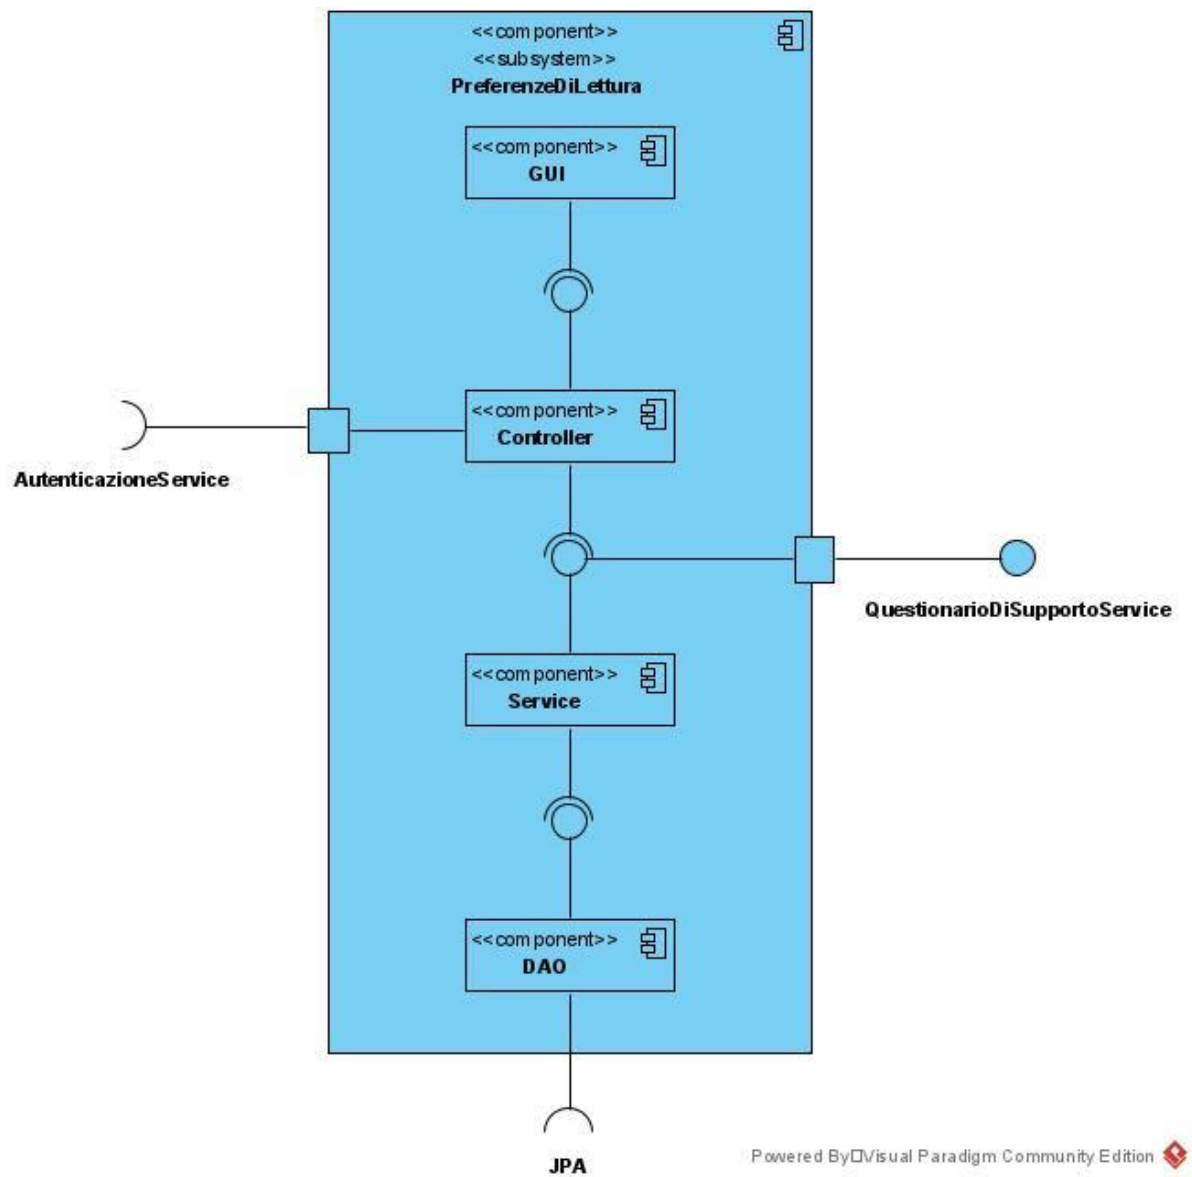 <<component>>
<<subsystem>>
PreferenzeDiLettura
<<component>>
GUI
<<component>>
Controller
AutenticazioneService
QuestionarioDiSupportoService
<<component>>
Service
<<component>>
DAO
JPA
Powered By□Visual Paradigm Community Edition